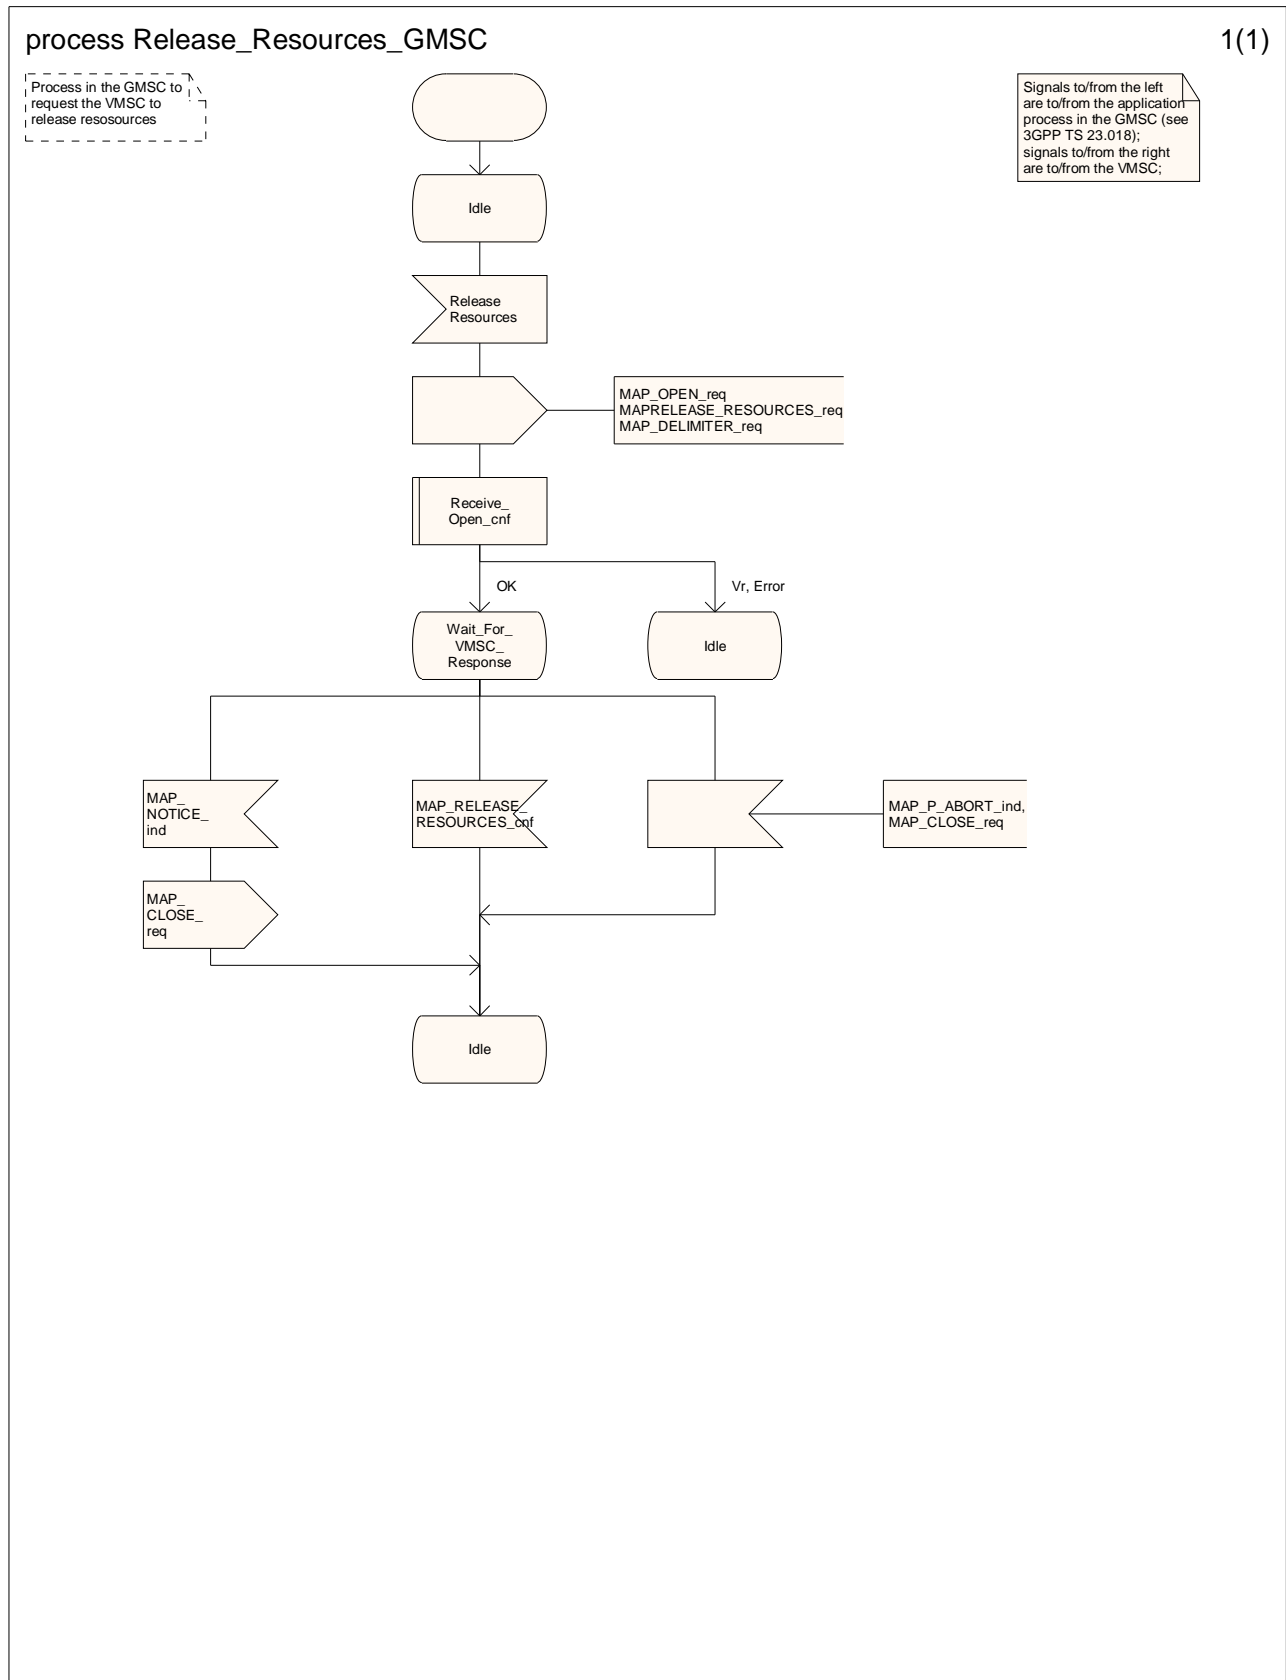 process Release_Resources_GMSC
1(1)
Process in the GMSC to
request the VMSC to
release resosources
Signals to/from the left
are to/from the application
process in the GMSC (see
3GPP TS 23.018);
signals to/from the right
are to/from the VMSC;
Idle
Release
Resources
MAP_OPEN_req
MAPRELEASE_RESOURCES_req
MAP_DELIMITER_req
Receive_
Open_cnf
OK
Vr, Error
Wait_For_
VMSC_
Response
Idle
MAP_
NOTICE_
ind
MAP_RELEASE_
RESOURCES_cnf
MAP_P_ABORT_ind,
MAP_CLOSE_req
MAP_
CLOSE_
req
Idle